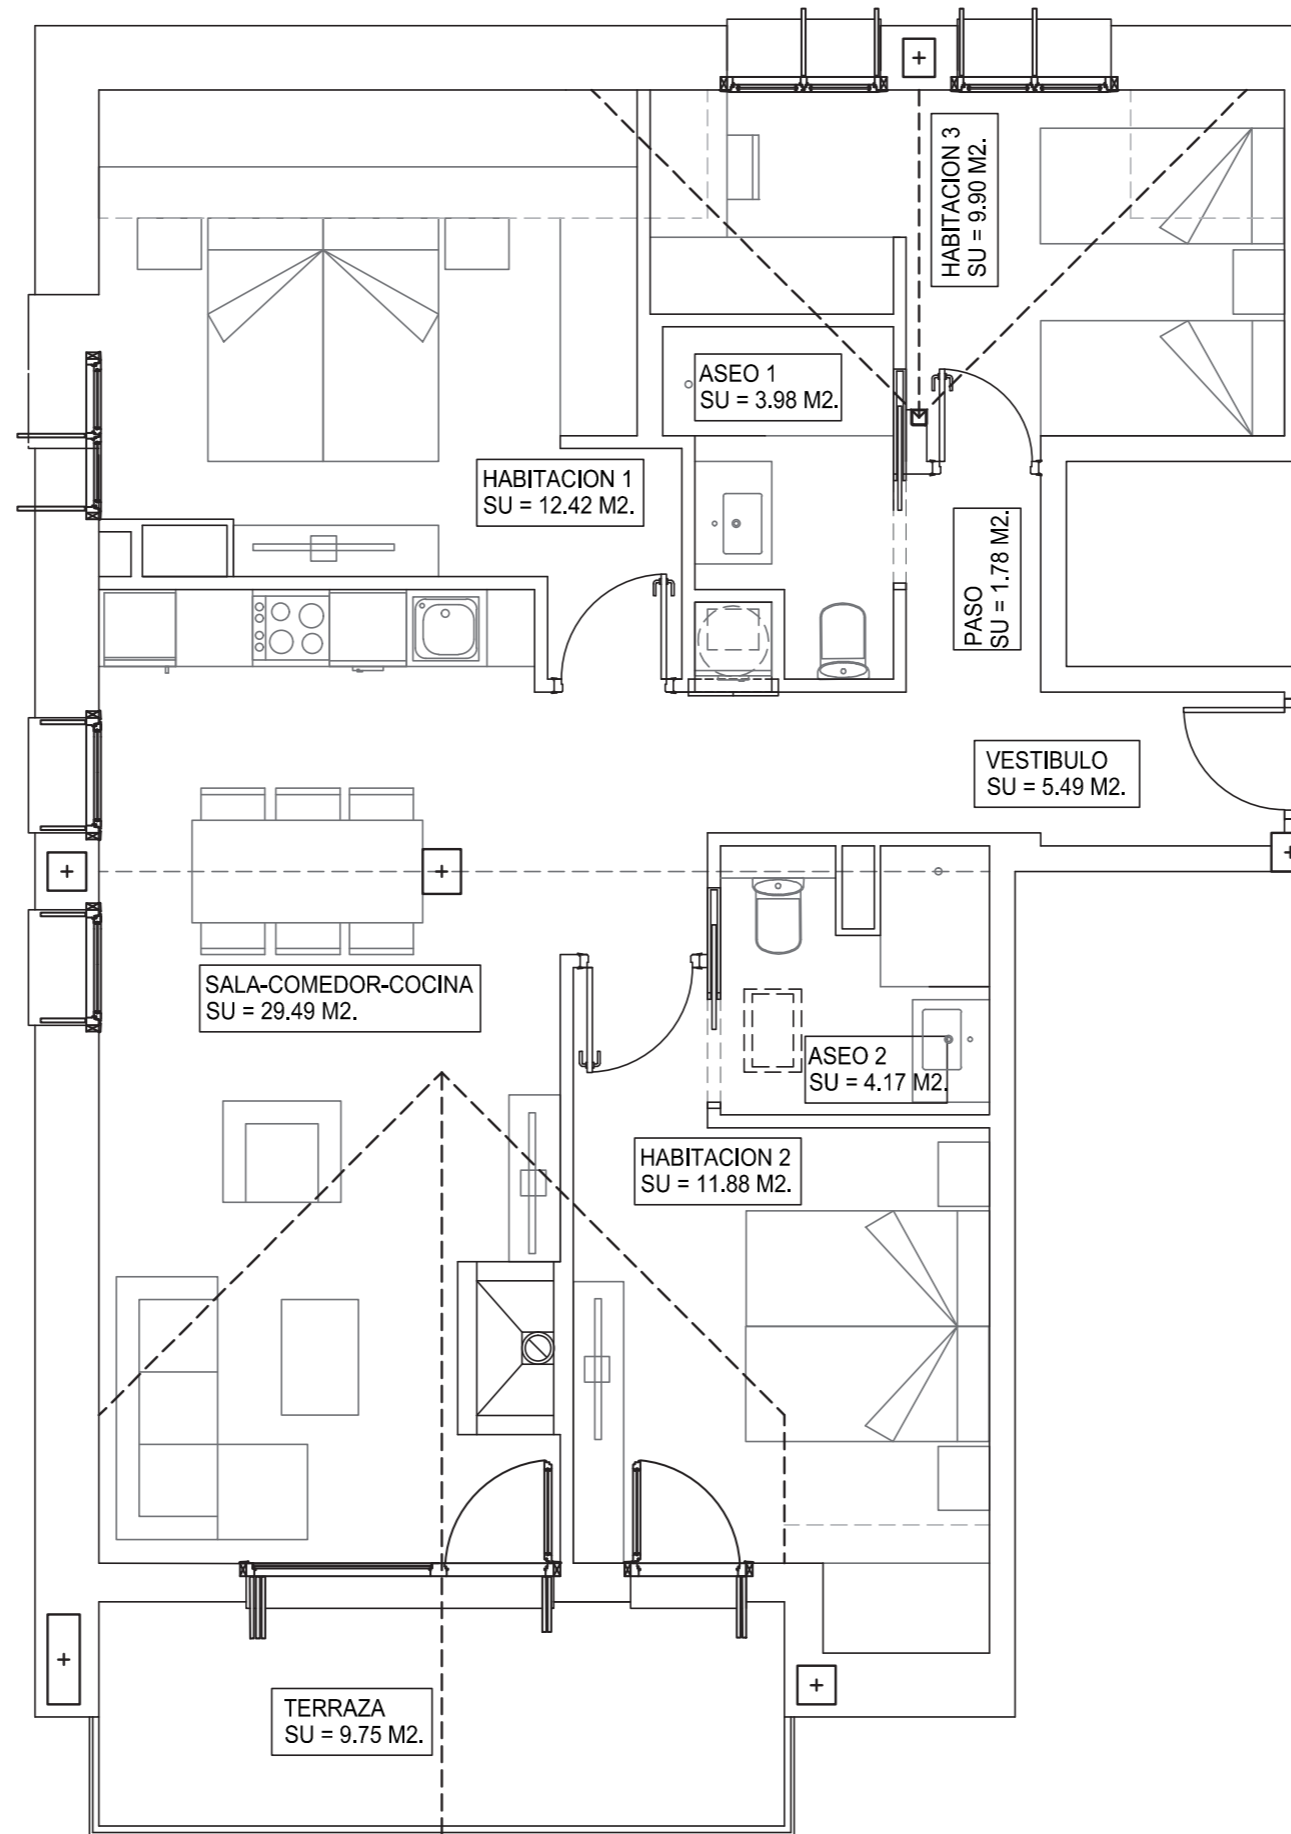 HABITACION 3
SU = 9.90 M2.
ASEO 1
SU = 3.98 M2.
HABITACION 1
SU = 12.42 M2.
PASO
SU = 1.78 M2.
VESTIBULO
SU = 5.49 M2.
SALA-COMEDOR-COCINA
SU = 29.49 M2.
ASEO 2
SU = 4.17 M2.
HABITACION 2
SU = 11.88 M2.
TERRAZA
SU = 9.75 M2.